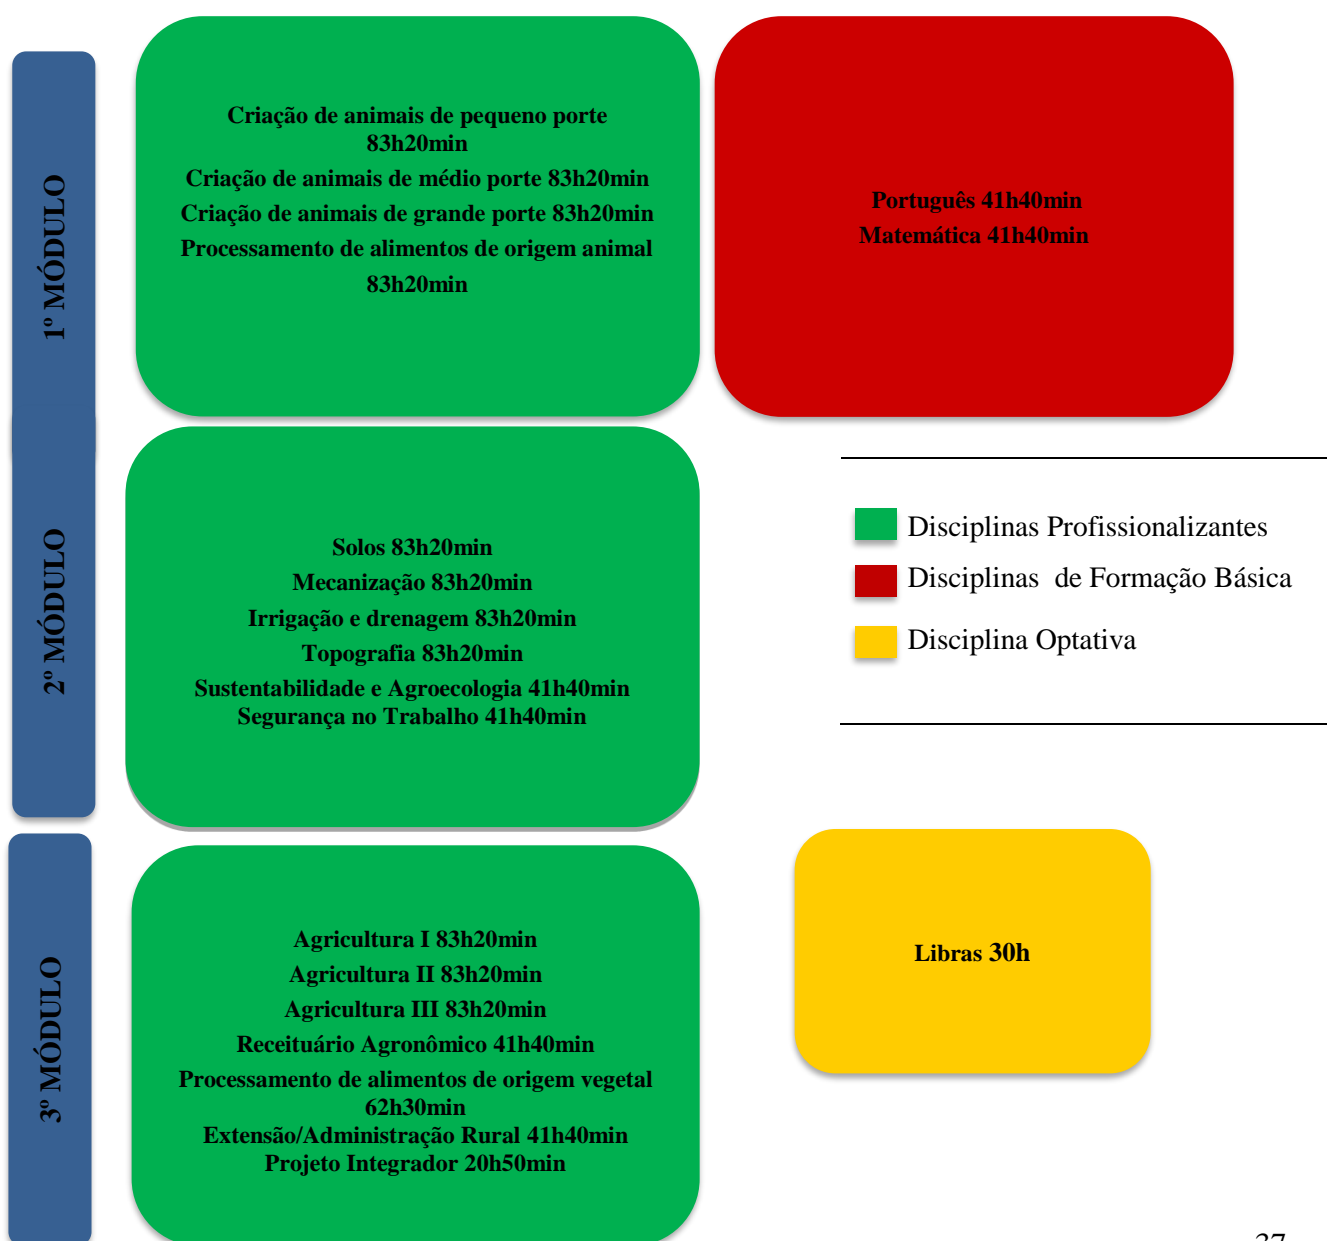 1º MÓDULO
Criação de animais de pequeno porte
83h20min
Criação de animais de médio porte 83h20min
Criação de animais de grande porte 83h20min
Processamento de alimentos de origem animal
83h20min
Português 41h40min
Matemática 41h40min
2º MÓDULO
Solos 83h20min
Mecanização 83h20min
Irrigação e drenagem 83h20min
Topografia 83h20min
Sustentabilidade e Agroecologia 41h40min
Segurança no Trabalho 41h40min
Disciplinas Profissionalizantes
Disciplinas de Formação Básica
Disciplina Optativa
3º MÓDULO
Agricultura I 83h20min
Agricultura II 83h20min
Agricultura III 83h20min
Receituário Agronômico 41h40min
Processamento de alimentos de origem vegetal
62h30min
Extensão/Administração Rural 41h40min
Projeto Integrador 20h50min
Libras 30h
37